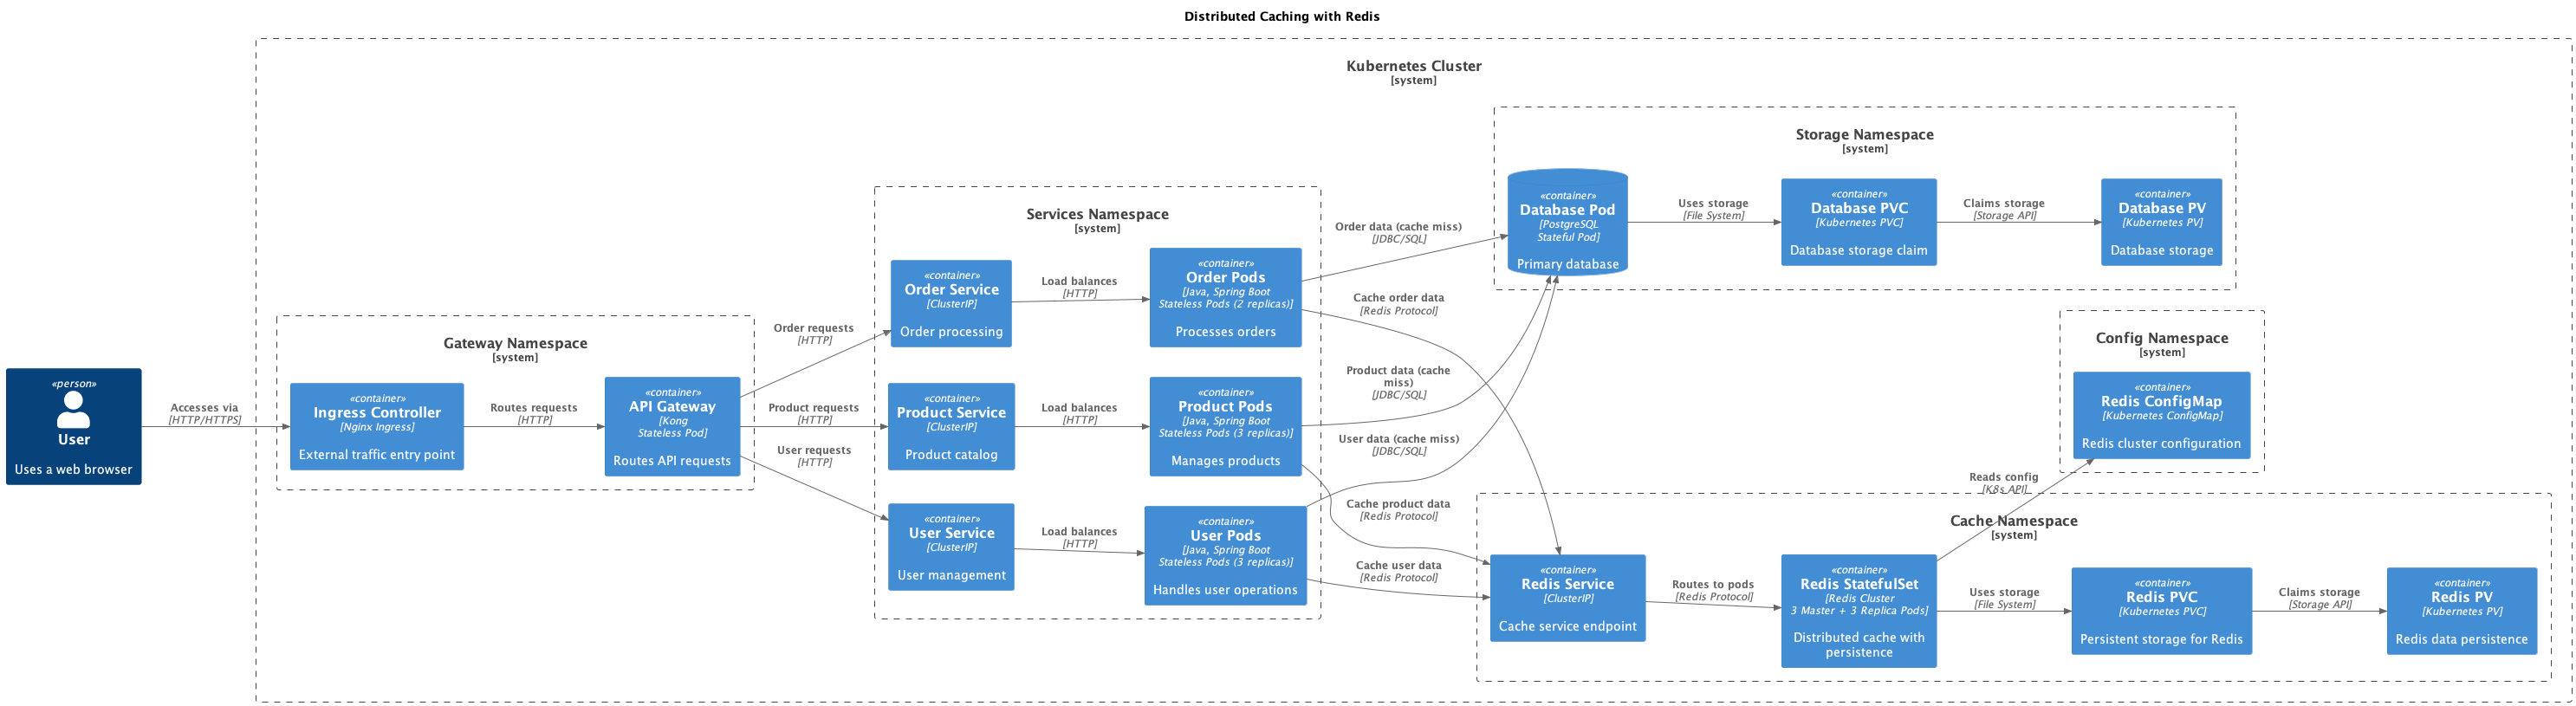 Distributed Caching with Redis
Kubernetes Cluster
[system]
Gateway Namespace
[system]
Services Namespace
[system]
Storage Namespace
[system]
Config Namespace
[system]
Cache Namespace
[system]
«person»
User
Uses a web browser
Accesses via
[HTTP/HTTPS]
«container»
Ingress Controller
[Nginx Ingress]
External traffic entry point
Routes requests
[HTTP]
«container»
API Gateway
[Kong
Stateless Pod]
Routes API requests
Order requests
[HTTP]
Product requests
[HTTP]
User requests
[HTTP]
«container»
Order Service
[ClusterIP]
Order processing
Load balances
[HTTP]
«container»
Order Pods
[Java, Spring Boot
Stateless Pods (2 replicas)]
Processes orders
«container»
Product Service
[ClusterIP]
Product catalog
Load balances
[HTTP]
«container»
Product Pods
[Java, Spring Boot
Stateless Pods (3 replicas)]
Manages products
«container»
User Service
[ClusterIP]
User management
Load balances
[HTTP]
«container»
User Pods
[Java, Spring Boot
Stateless Pods (3 replicas)]
Handles user operations
Order data (cache miss)
[JDBC/SQL]
Cache order data
[Redis Protocol]
Product data (cache
miss)
[JDBC/SQL]
User data (cache miss)
[JDBC/SQL]
Cache product data
[Redis Protocol]
Cache user data
[Redis Protocol]
«container»
Database Pod
[PostgreSQL
Stateful Pod]
Primary database
Uses storage
[File System]
«container»
Database PVC
[Kubernetes PVC]
Database storage claim
Claims storage
[Storage API]
«container»
Database PV
[Kubernetes PV]
Database storage
«container»
Redis ConfigMap
[Kubernetes ConfigMap]
Redis cluster configuration
Reads config
[K8s API]
«container»
Redis Service
[ClusterIP]
Cache service endpoint
Routes to pods
[Redis Protocol]
«container»
Redis StatefulSet
[Redis Cluster
3 Master + 3 Replica Pods]
Distributed cache with
persistence
Uses storage
[File System]
«container»
Redis PVC
[Kubernetes PVC]
Persistent storage for Redis
Claims storage
[Storage API]
«container»
Redis PV
[Kubernetes PV]
Redis data persistence